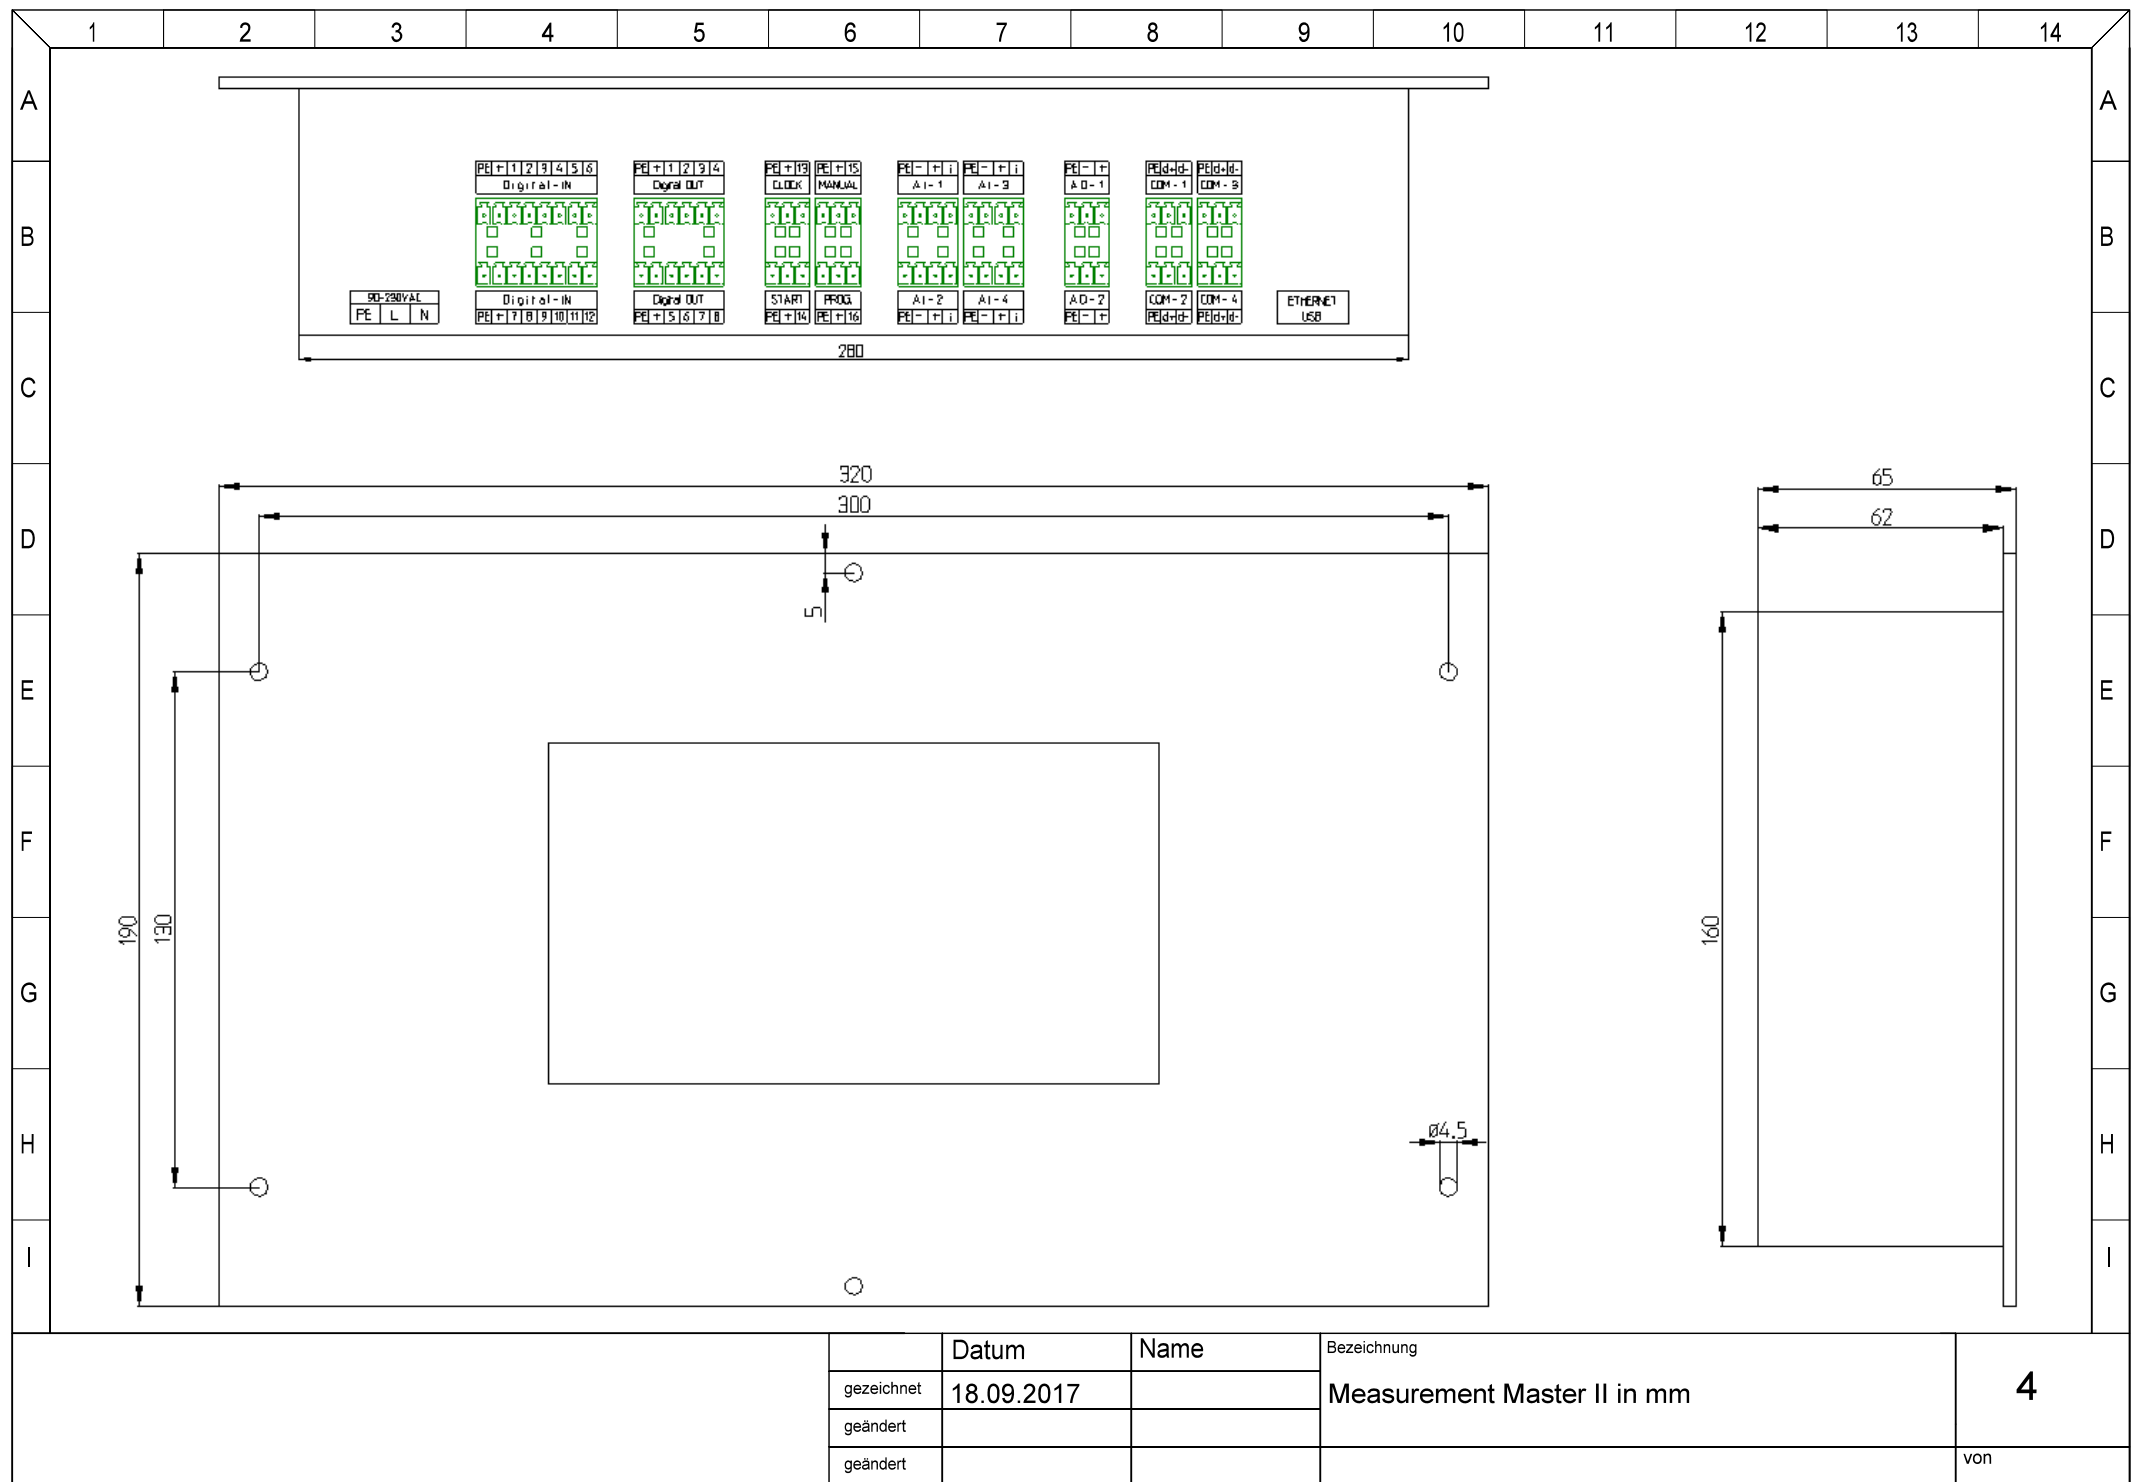 1 2 3 4 5 6 7 8 9 10 11 12 13 14
A A
B B
C C
D D
E E
F F
G G
H H
I I
PE + 1 2 3 4 5 6
Digital-IN
PE + 1 2 3 4
Digital OUT
PE + 13
CLOCK
PE + 15
MANUAL
PE - + i
AI-1
PE - + i
AI-3
PE - +
AO-1
PE d+ d-
COM-1
PE d+ d-
COM-3
90-230VAC
PE L N
Digital-IN
PE + 7 8 9 10 11 12
Digital OUT
PE + 5 6 7 8
START
PE + 14
PROG.
PE + 16
AI-2
PE - + i
AI-4
PE - + i
AO-2
PE - +
COM-2
PE d+ d-
COM-4
PE d+ d-
ETHERNET
USB
280
320
300
5
190
130
ø4.5
65
62
160
Datum Name Bezeichnung
gezeichnet 18.09.2017 Measurement Master II in mm 4
geändert
geändert von